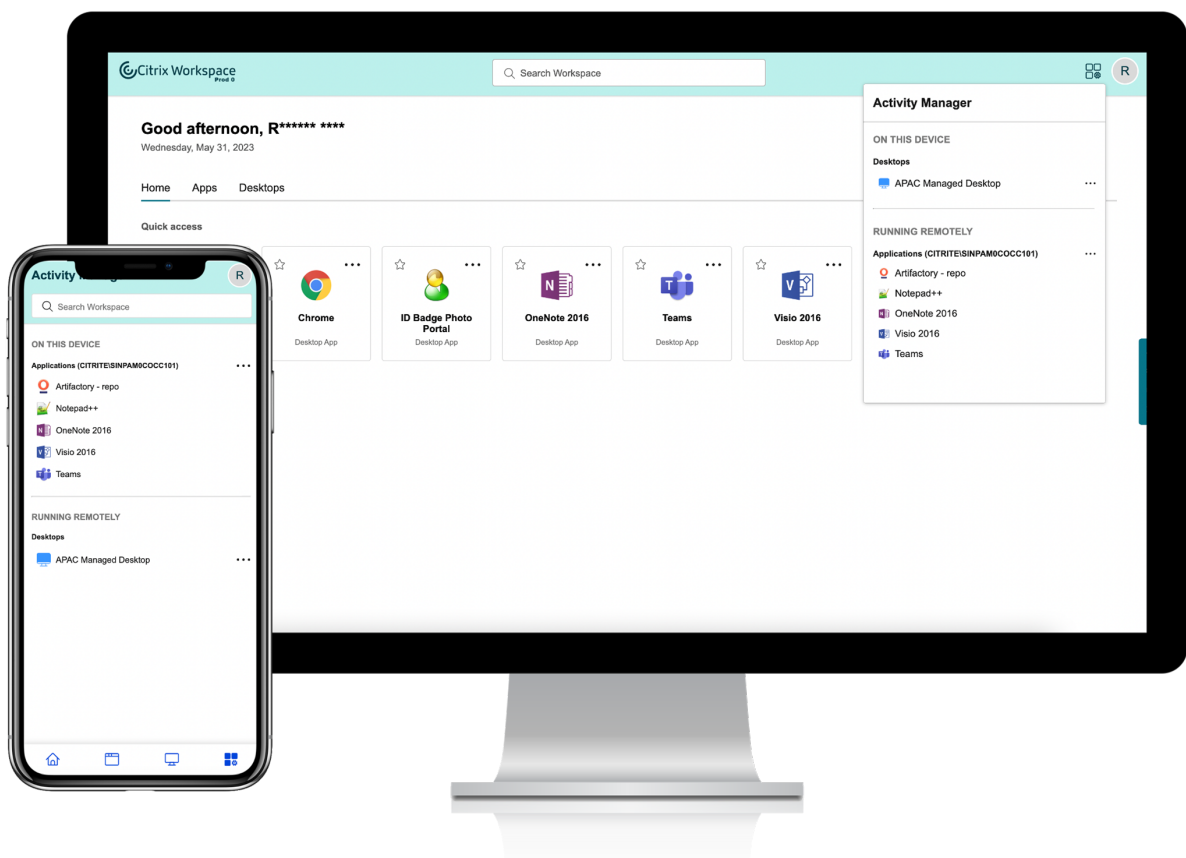 Citrix Workspace
Prod 0
Search Workspace
R
Good afternoon, R****** ****
Wednesday, May 31, 2023
Home Apps Desktops
Quick access
Chrome
Desktop App
ID Badge Photo
Portal
Desktop App
OneNote 2016
Desktop App
Teams
Desktop App
Visio 2016
Desktop App
Activity Manager
ON THIS DEVICE
Desktops
APAC Managed Desktop
RUNNING REMOTELY
Applications (CITRITE\SINPAM0COCC101)
Artifactory - repo
Notepad++
OneNote 2016
Visio 2016
Teams
Activity
R
Search Workspace
ON THIS DEVICE
Applications (CITRITE\SINPAM0COCC101)
Artifactory - repo
Notepad++
OneNote 2016
Visio 2016
Teams
RUNNING REMOTELY
Desktops
APAC Managed Desktop